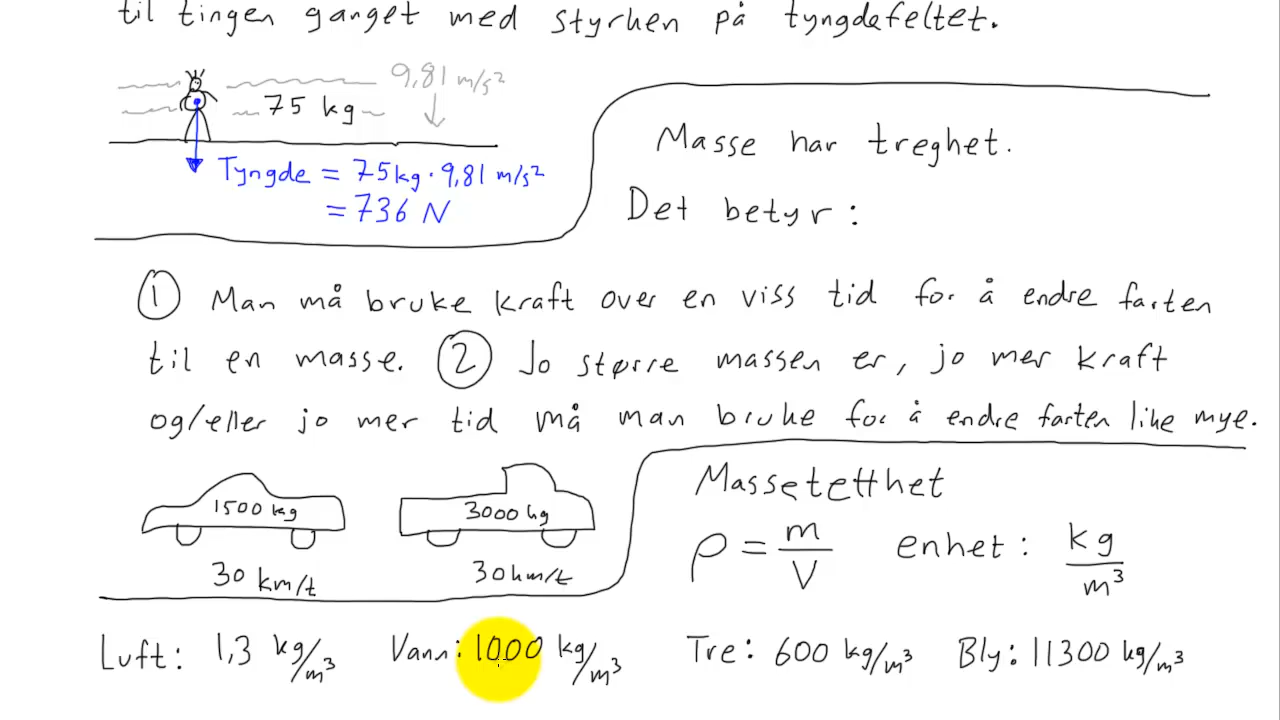 til tingen ganget med styrken på tyngdefeltet.
9,81 m/s²
75 kg
Tyngde = 75kg · 9,81 m/s²
= 736 N
Masse har treghet.
Det betyr:
① Man må bruke kraft over en viss tid for å endre farten
til en masse. ② Jo større massen er, jo mer kraft
og/eller jo mer tid må man bruke for å endre farten like mye.
1500 kg
3000 kg
30 km/t
30 km/t
Massetetthet
ρ = m/V enhet: kg/m³
Luft: 1,3 kg/m³ Vann: 1000 kg/m³ Tre: 600 kg/m³ Bly: 11300 kg/m³